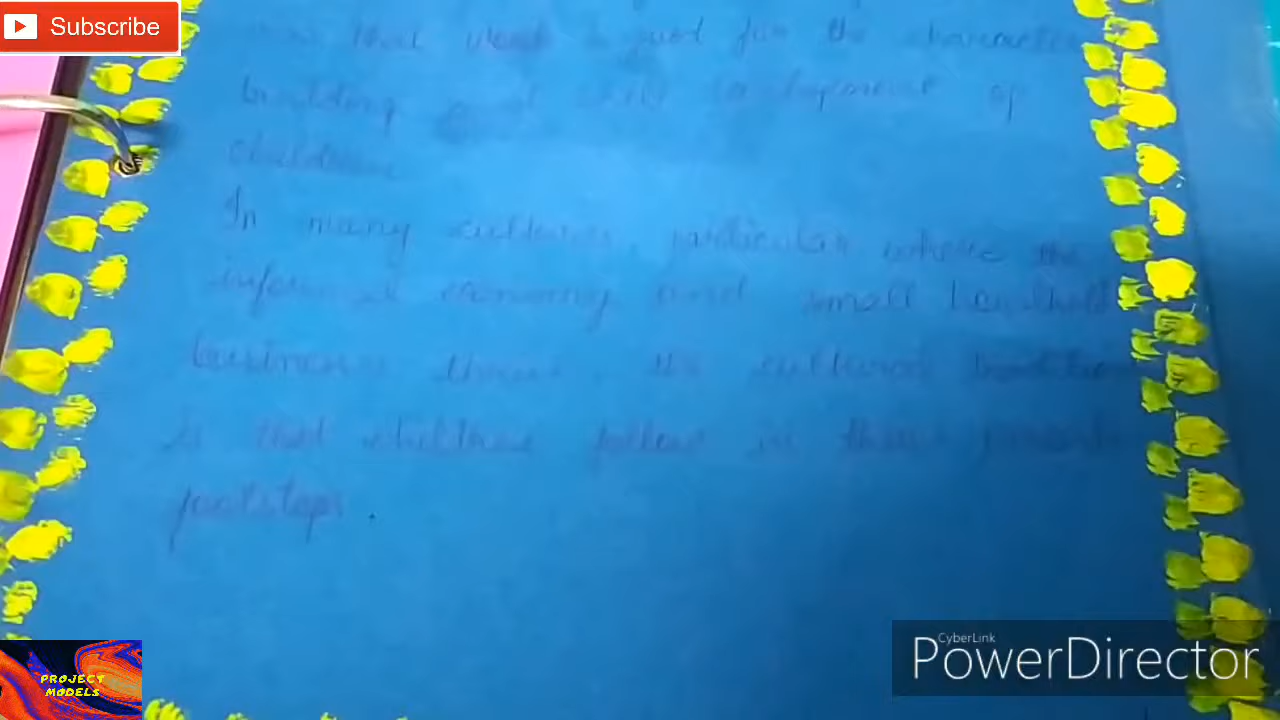 Subscribe
that work is just for the character
building and skill development of
children
In many cultures, particular where the
informal economy and small household
business thrive, the cultural tradition
is that children follow in their parents
footsteps.
PROJECT
MODELS
CyberLink
PowerDirector